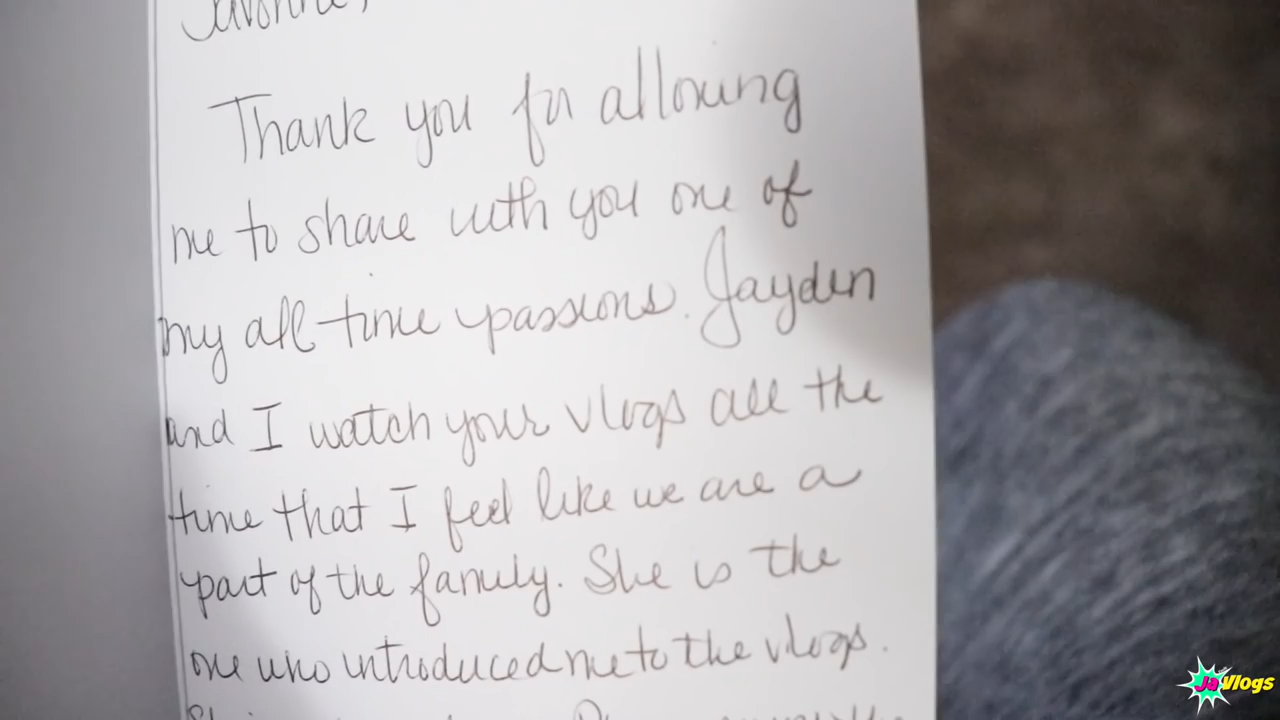 Thank you for allowing
me to share with you one of
my all time passions. Jayden
and I watch your vlogs all the
time that I feel like we are a
part of the family. She is the
one who introduced me to the vlogs.
JaVlogs